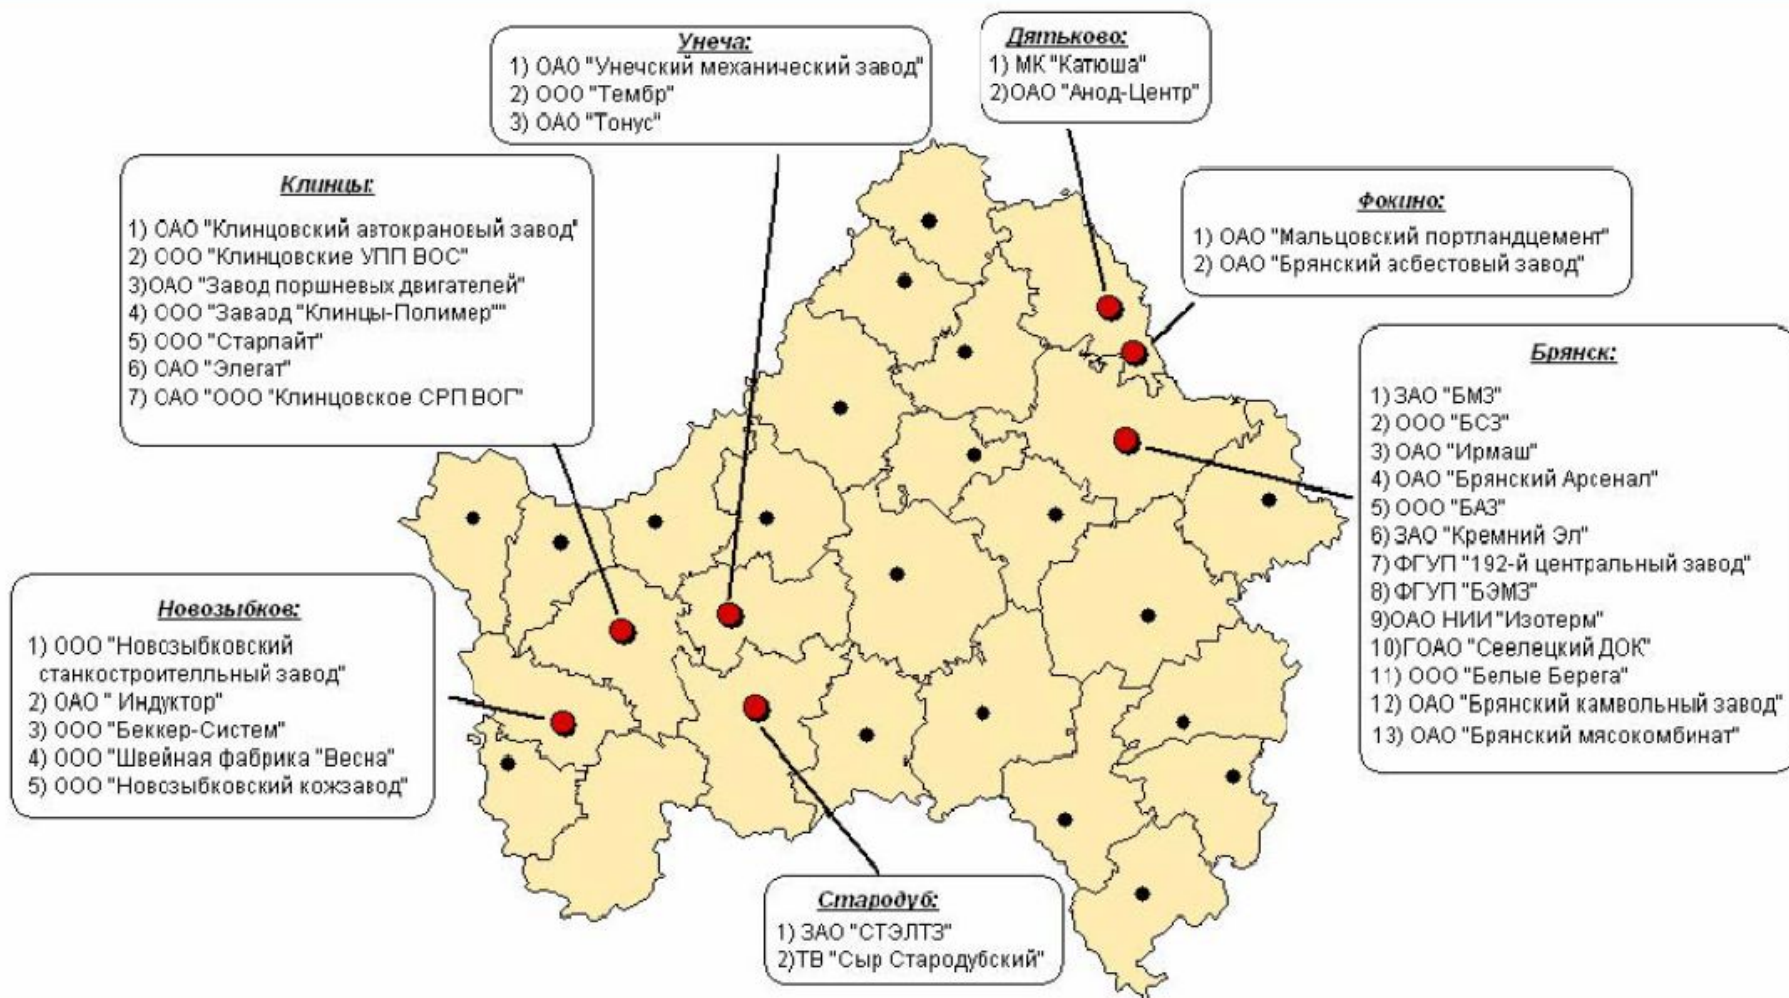 Унеча:
1) ОАО "Унечский механический завод"
2) ООО "Тембр"
3) ОАО "Тонус"
Дятьково:
1) МК "Катюша"
2)ОАО "Анод-Центр"
Клинцы:
1) ОАО "Клинцовский автокрановый завод"
2) ООО "Клинцовские УПП ВОС"
3)ОАО "Завод поршневых двигателей"
4) ООО "Заваод "Клинцы-Полимер""
5) ООО "Старлайт"
6) ОАО "Элегат"
7) ОАО "ООО "Клинцовское СРП ВОГ"
Фокино:
1) ОАО "Мальцовский портландцемент"
2) ОАО "Брянский асбестовый завод"
Брянск:
1) ЗАО "БМЗ"
2) ООО "БСЗ"
3) ОАО "Ирмаш"
4) ОАО "Брянский Арсенал"
5) ООО "БАЗ"
6) ЗАО "Кремний Эл"
7) ФГУП "192-й центральный завод"
8) ФГУП "БЭМЗ"
9)ОАО НИИ "Изотерм"
10)ГОАО "Сеелецкий ДОК"
11) ООО "Белые Берега"
12) ОАО "Брянский камвольный завод"
13) ОАО "Брянский мясокомбинат"
Новозыбков:
1) ООО "Новозыбковский
станкостроителльный завод"
2) ОАО " Индуктор"
3) ООО "Беккер-Систем"
4) ООО "Швейная фабрика "Весна"
5) ООО "Новозыбковский кожзавод"
Стародуб:
1) ЗАО "СТЭЛТЗ"
2)ТВ "Сыр Стародубский"